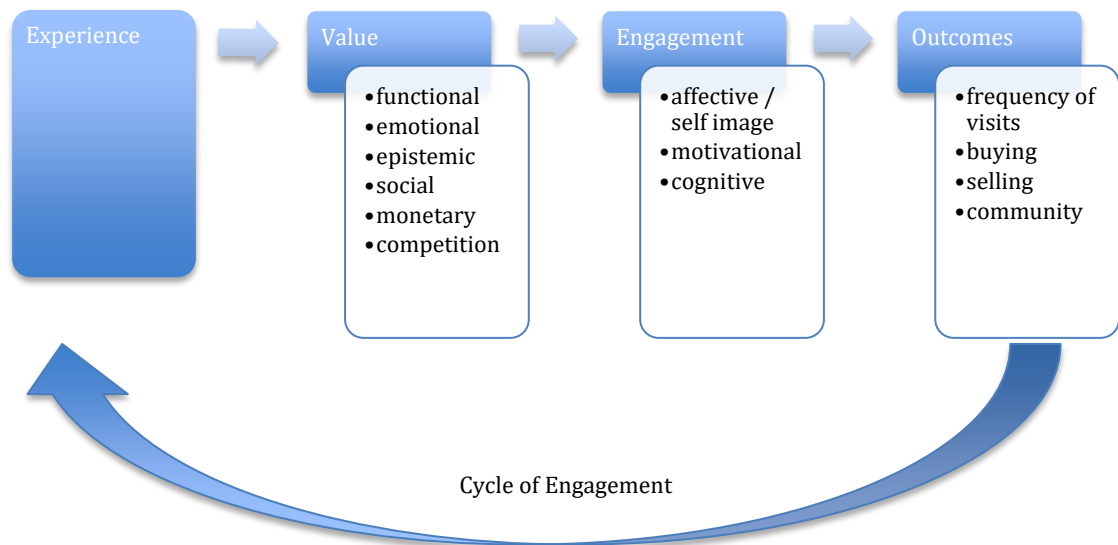 Experience
Value
•functional
•emotional
•epistemic
•social
•monetary
•competition
Engagement
•affective /
self image
•motivational
•cognitive
Outcomes
•frequency of
visits
•buying
•selling
•community
Cycle of Engagement